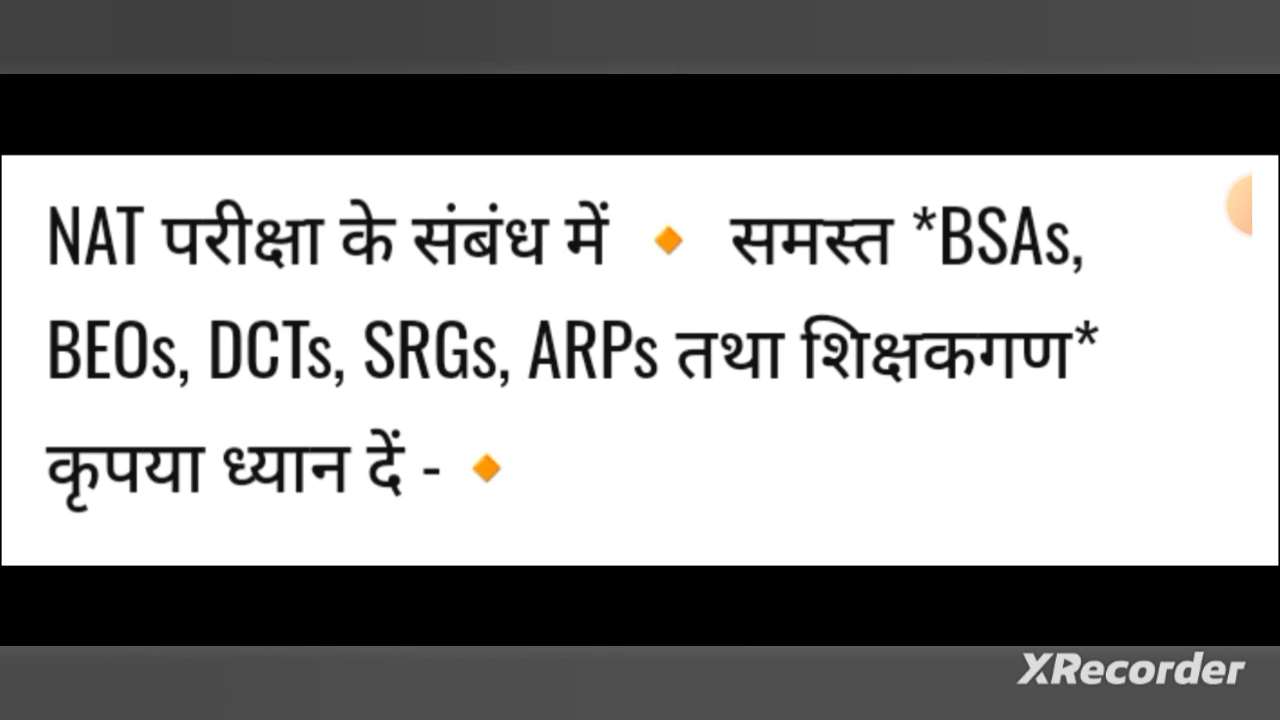 NAT परीक्षा के संबंध में 🔸 समस्त *BSAs,
BEOs, DCTs, SRGs, ARPs तथा शिक्षकगण*
कृपया ध्यान दें - 🔸
XRecorder